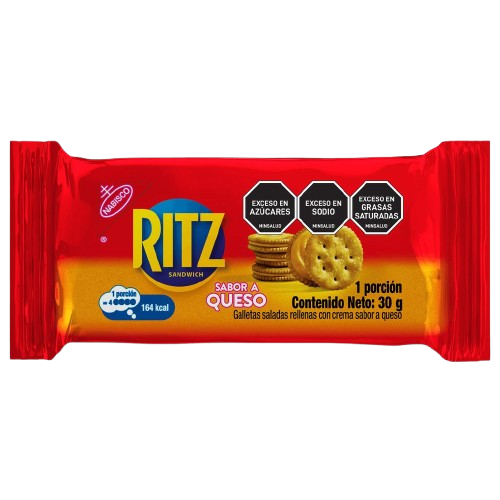 NABISCO
®
RITZ
SANDWICH
SABOR A
QUESO
EXCESO EN
AZÚCARES
MINSALUD
EXCESO EN
SODIO
MINSALUD
EXCESO EN
GRASAS
SATURADAS
MINSALUD
1 porción
= 4
164 kcal
1 porción
Contenido Neto: 30 g
Galletas saladas rellenas con crema sabor a queso